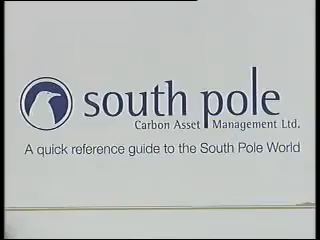 south pole
Carbon Asset Management Ltd.
A quick reference guide to the South Pole World